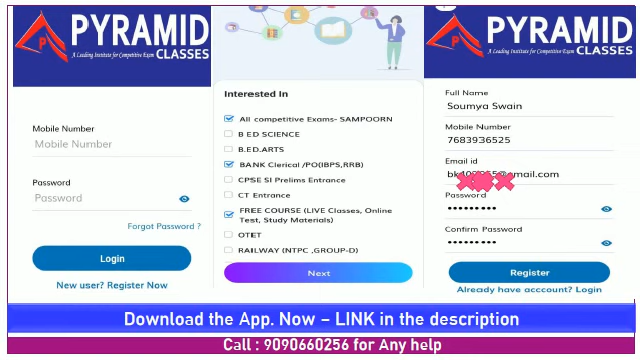 PYRAMID
A Leading Institute for Competitive Exam CLASSES
Mobile Number
Mobile Number
Password
Password
Forgot Password ?
Login
New user? Register Now
Interested In
All competitive Exams- SAMPOORN
B ED SCIENCE
B.ED.ARTS
BANK Clerical /PO(IBPS,RRB)
CPSE SI Prelims Entrance
CT Entrance
FREE COURSE (LIVE Classes, Online
Test, Study Materials)
OTET
RAILWAY (NTPC ,GROUP-D)
Next
PYRAMID
A Leading Institute for Competitive Exam CLASSES
Full Name
Soumya Swain
Mobile Number
7683936525
Email id
Password
Confirm Password
Register
Already have acccount? Login
Download the App. Now – LINK in the description
Call : 9090660256 for Any help